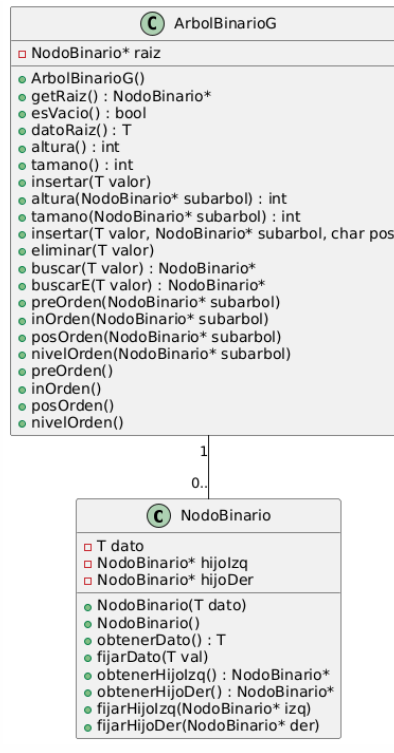 C ArbolBinarioG
NodoBinario* raiz
ArbolBinarioG()
getRaiz() : NodoBinario*
esVacio() : bool
datoRaiz() : T
altura() : int
tamano() : int
insertar(T valor)
altura(NodoBinario* subarbol) : int
tamano(NodoBinario* subarbol) : int
insertar(T valor, NodoBinario* subarbol, char pos
eliminar(T valor)
buscar(T valor) : NodoBinario*
buscarE(T valor) : NodoBinario*
preOrden(NodoBinario* subarbol)
inOrden(NodoBinario* subarbol)
posOrden(NodoBinario* subarbol)
nivelOrden(NodoBinario* subarbol)
preOrden()
inOrden()
posOrden()
nivelOrden()
1
0..
C NodoBinario
T dato
NodoBinario* hijoIzq
NodoBinario* hijoDer
NodoBinario(T dato)
NodoBinario()
obtenerDato() : T
fijarDato(T val)
obtenerHijoIzq() : NodoBinario*
obtenerHijoDer() : NodoBinario*
fijarHijoIzq(NodoBinario* izq)
fijarHijoDer(NodoBinario* der)